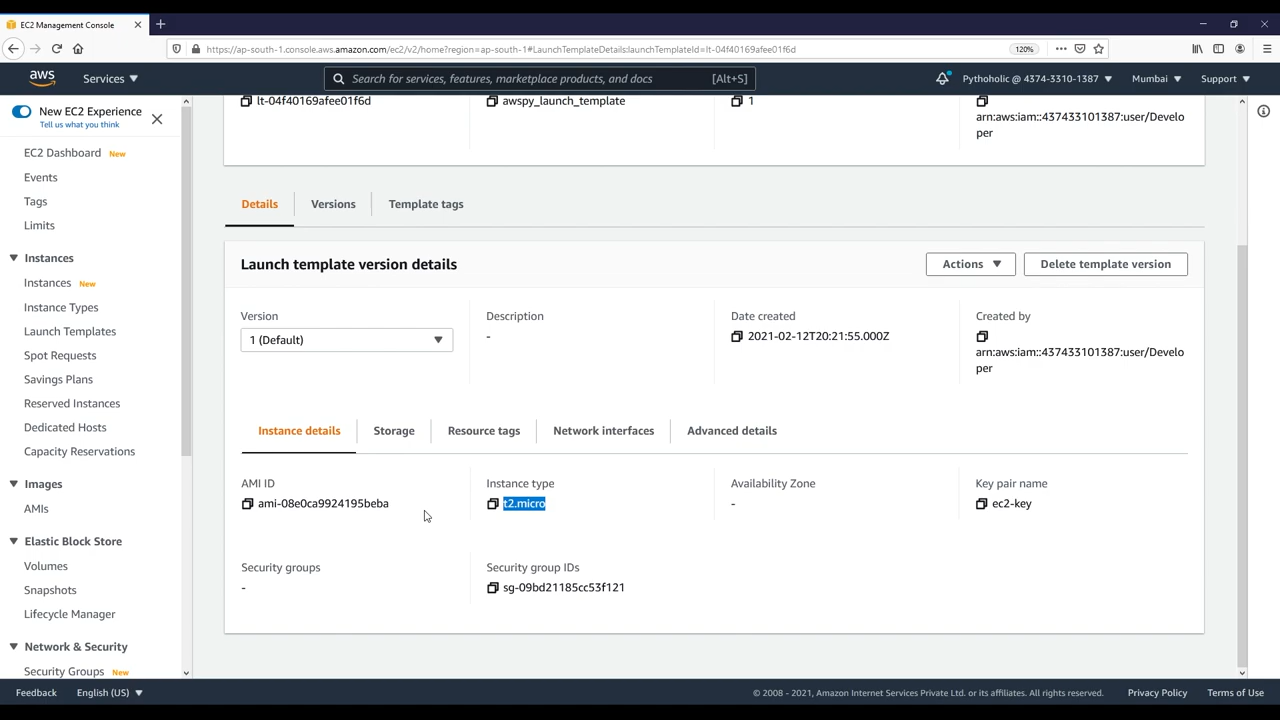 EC2 Management Console
https://ap-south-1.console.aws.amazon.com/ec2/v2/home?region=ap-south-1#LaunchTemplateDetails:launchTemplateId=lt-04f40169afee01f6d
120%
aws
Services
Search for services, features, marketplace products, and docs
[Alt+S]
Pytholic @ 4374-3310-1387
Mumbai
Support
New EC2 Experience
Tell us what you think
EC2 Dashboard New
Events
Tags
Limits
Instances
Instances New
Instance Types
Launch Templates
Spot Requests
Savings Plans
Reserved Instances
Dedicated Hosts
Capacity Reservations
Images
AMIs
Elastic Block Store
Volumes
Snapshots
Lifecycle Manager
Network & Security
Security Groups New
lt-04f40169afee01f6d
awspy_launch_template
1
arn:aws:iam::437433101387:user/Develo
per
Details
Versions
Template tags
Launch template version details
Actions
Delete template version
Version
1 (Default)
Description
-
Date created
2021-02-12T20:21:55.000Z
Created by
arn:aws:iam::437433101387:user/Develo
per
Instance details
Storage
Resource tags
Network interfaces
Advanced details
AMI ID
ami-08e0ca9924195beba
Instance type
t2.micro
Availability Zone
-
Key pair name
ec2-key
Security groups
-
Security group IDs
sg-09bd21185cc53f121
Feedback
English (US)
© 2008 - 2021, Amazon Internet Services Private Ltd. or its affiliates. All rights reserved.
Privacy Policy
Terms of Use